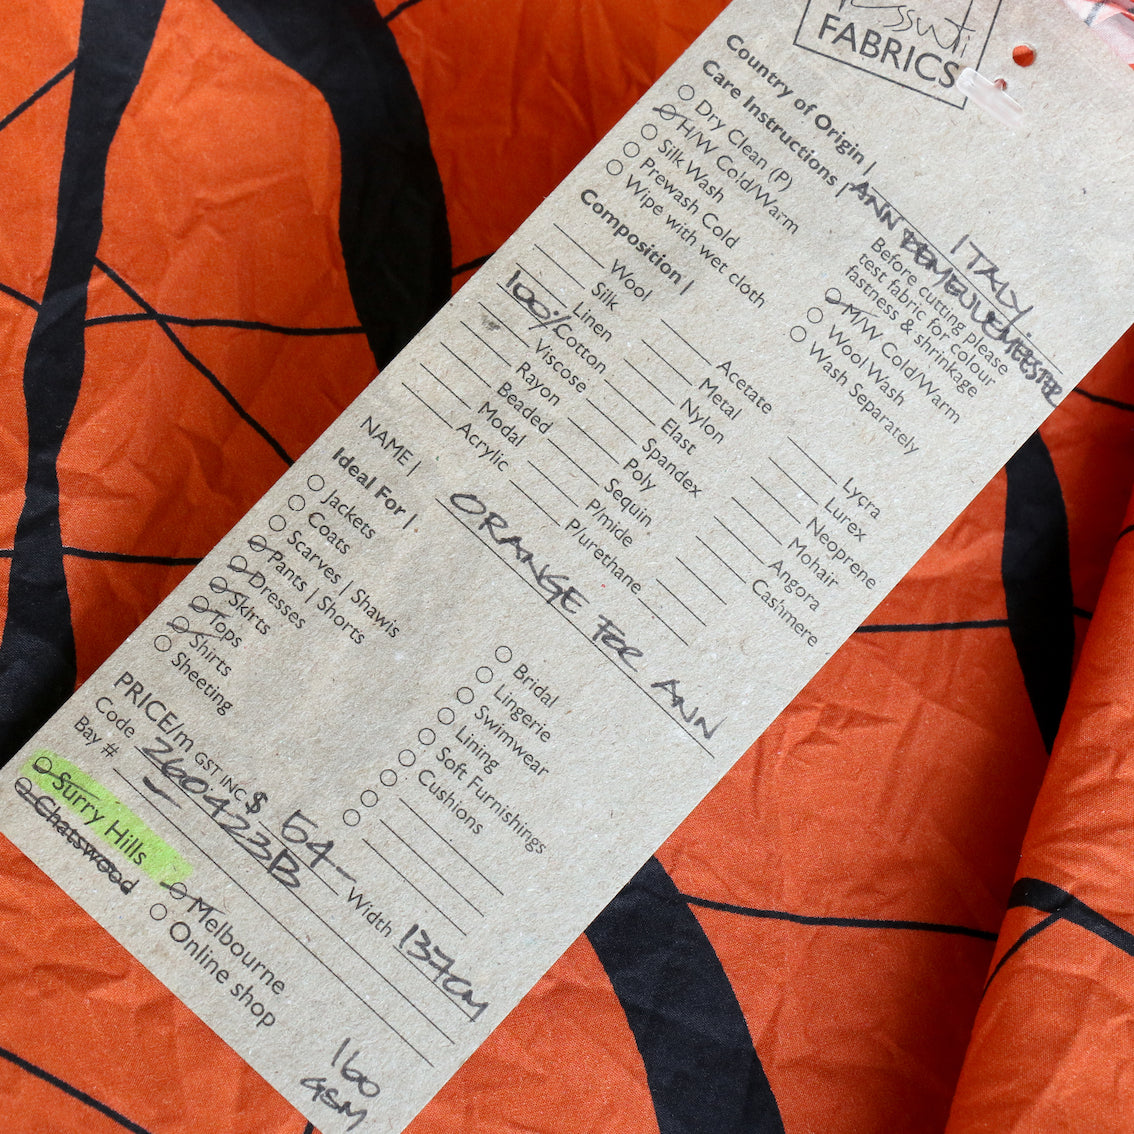 Tessuti
FABRICS
Country of Origin | ITALY.
Care Instructions | ANN DEMEULEMEESTER
Dry Clean (P)
H/W Cold/Warm
Silk Wash
Prewash Cold
Wipe with wet cloth
Before cutting please
test fabric for colour
fastness & shrinkage
M/W Cold/Warm
Wool Wash
Wash Separately
Composition |
Wool
Silk
Linen
100% Cotton
Viscose
Rayon
Beaded
Modal
Acrylic
Acetate
Metal
Nylon
Elast
Spandex
Poly
Sequin
P/mide
P/urethane
Lycra
Lurex
Neoprene
Mohair
Angora
Cashmere
NAME | ORANGE FOR ANN
Ideal For |
Jackets
Coats
Scarves | Shawls
Pants | Shorts
Dresses
Skirts
Tops
Shirts
Sheeting
Bridal
Lingerie
Swimwear
Lining
Soft Furnishings
Cushions
PRICE/m GST INC $ 54- Width 137cm
Code 260423B
Bay #
Surry Hills
Chatswood
Melbourne
Online shop
160
GSM